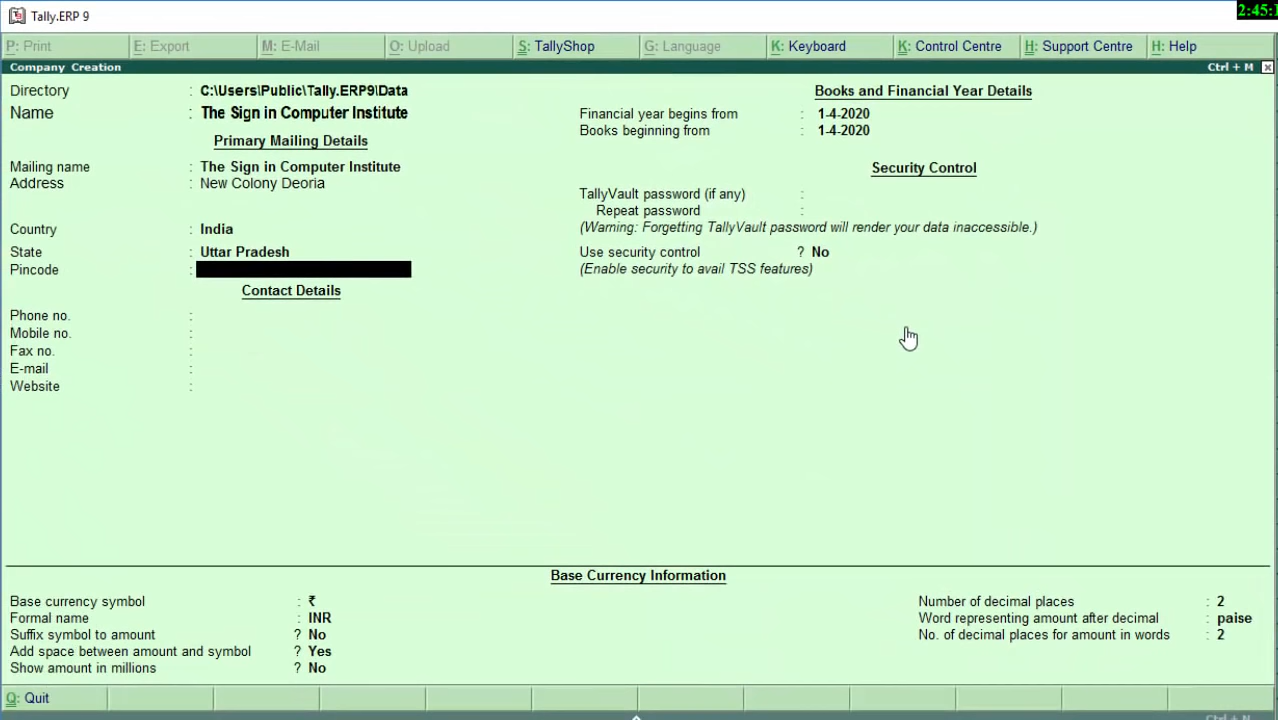 Tally.ERP 9
2:45:1
P: Print E: Export M: E-Mail O: Upload S: TallyShop G: Language K: Keyboard K: Control Centre H: Support Centre H: Help
Company Creation Ctrl + M
Directory : C:\Users\Public\Tally.ERP9\Data
Name : The Sign in Computer Institute
Primary Mailing Details
Mailing name : The Sign in Computer Institute
Address : New Colony Deoria
Country : India
State : Uttar Pradesh
Pincode :
Contact Details
Phone no. :
Mobile no. :
Fax no. :
E-mail :
Website :
Books and Financial Year Details
Financial year begins from : 1-4-2020
Books beginning from : 1-4-2020
Security Control
TallyVault password (if any) :
Repeat password :
(Warning: Forgetting TallyVault password will render your data inaccessible.)
Use security control ? No
(Enable security to avail TSS features)
Base Currency Information
Base currency symbol : ₹
Formal name : INR
Suffix symbol to amount ? No
Add space between amount and symbol ? Yes
Show amount in millions ? No
Number of decimal places : 2
Word representing amount after decimal : paise
No. of decimal places for amount in words : 2
Q: Quit
Ctrl + N